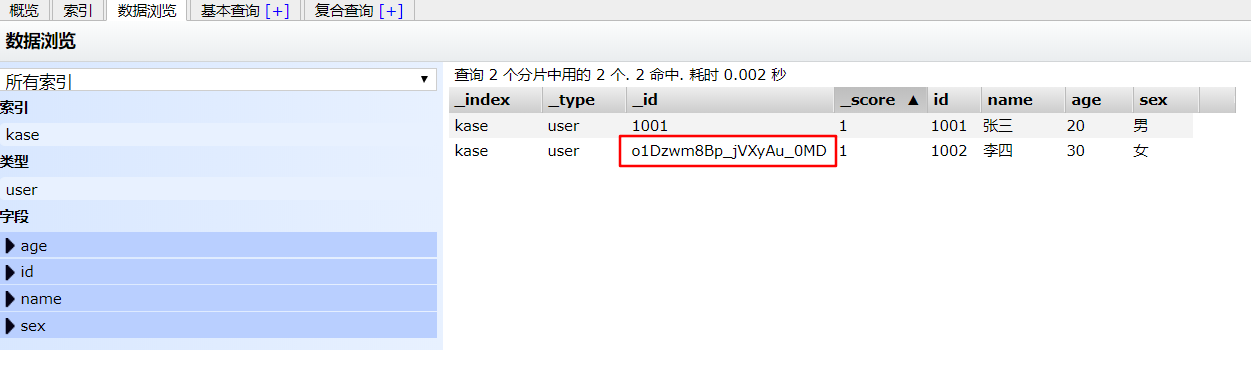 概览 索引 数据浏览 基本查询 [+] 复合查询 [+]
数据浏览
所有索引
索引
kase
类型
user
字段
age
id
name
sex
查询 2 个分片中用的 2 个. 2 命中. 耗时 0.002 秒
_index _type _id _score ▲ id name age sex
kase user 1001 1 1001 张三 20 男
kase user o1Dzwm8Bp_jVXyAu_0MD 1 1002 李四 30 女